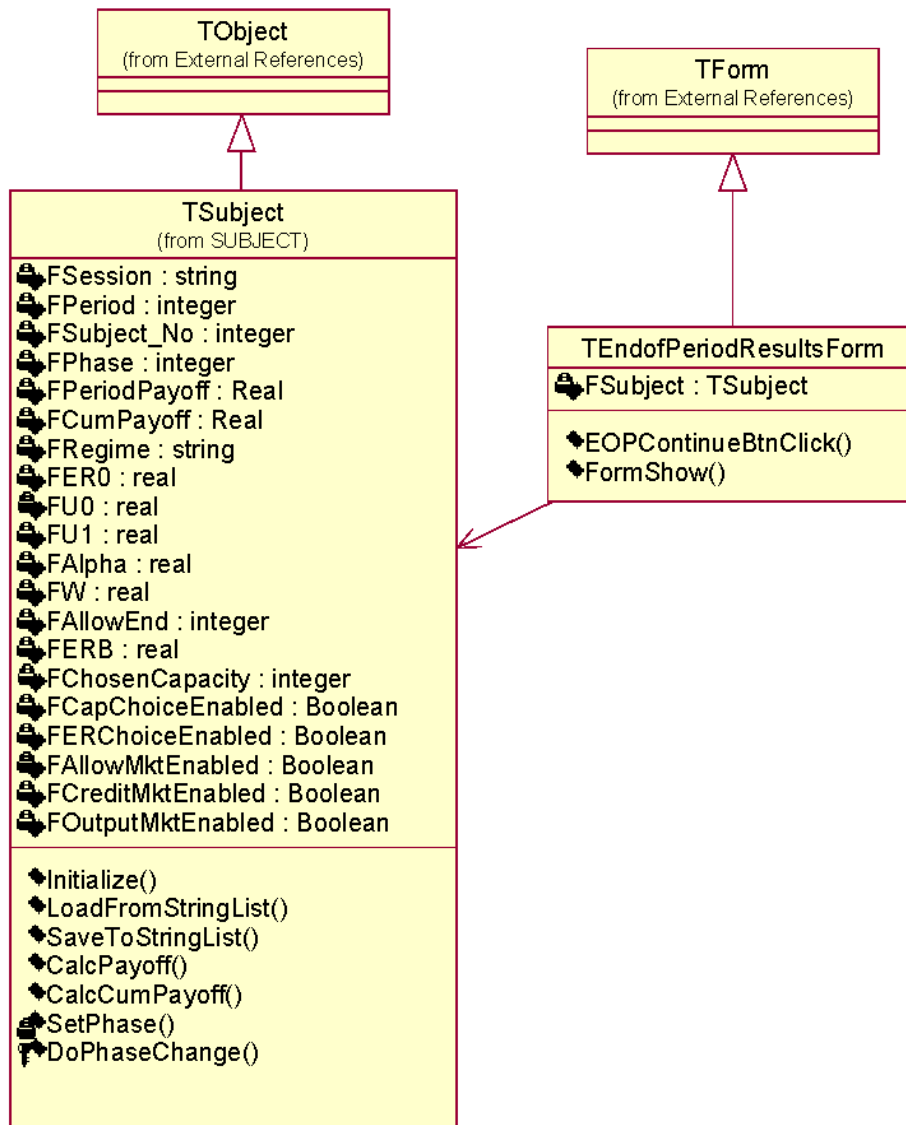 TObject
(from External References)
TForm
(from External References)
TSubject
(from SUBJECT)
FSession : string
FPeriod : integer
FSubject_No : integer
FPhase : integer
FPeriodPayoff : Real
FCumPayoff : Real
FRegime : string
FER0 : real
FU0 : real
FU1 : real
FAlpha : real
FW : real
FAllowEnd : integer
FERB : real
FChosenCapacity : integer
FCapChoiceEnabled : Boolean
FERChoiceEnabled : Boolean
FAllowMktEnabled : Boolean
FCreditMktEnabled : Boolean
FOutputMktEnabled : Boolean
Initialize()
LoadFromStringList()
SaveToStringList()
CalcPayoff()
CalcCumPayoff()
SetPhase()
DoPhaseChange()
TEndofPeriodResultsForm
FSubject : TSubject
EOPContinueBtnClick()
FormShow()